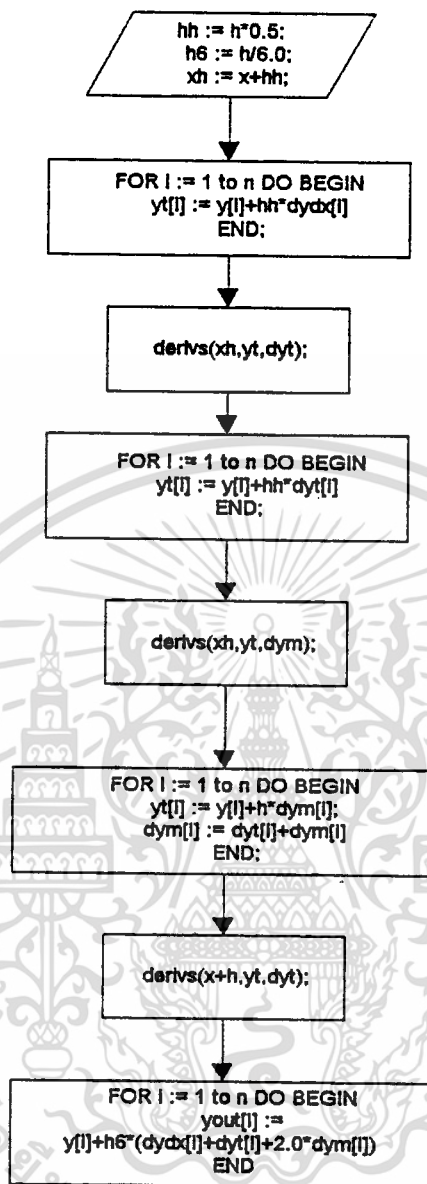 hh := h*0.5;
h6 := h/6.0;
xh := x+hh;
FOR I := 1 to n DO BEGIN
yt[I] := y[I]+hh*dydx[I]
END;
derivs(xh,yt,dyt);
FOR I := 1 to n DO BEGIN
yt[I] := y[I]+hh*dyt[I]
END;
derivs(xh,yt,dym);
FOR I := 1 to n DO BEGIN
yt[I] := y[I]+h*dym[I];
dym[I] := dyt[I]+dym[I]
END;
derivs(x+h,yt,dyt);
FOR I := 1 to n DO BEGIN
yout[I] :=
y[I]+h6*(dydx[I]+dyt[I]+2.0*dym[I])
END